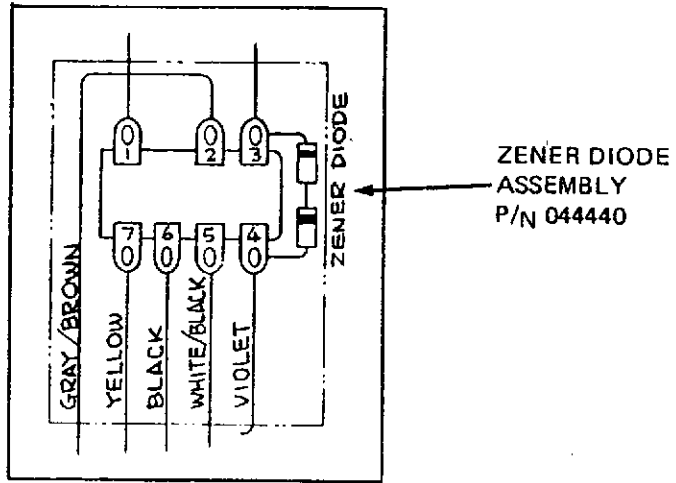 1 2 3
7 6 5 4
GRAY/BROWN
YELLOW
BLACK
WHITE/BLACK
VIOLET
ZENER DIODE
ZENER DIODE
ASSEMBLY
P/N 044440